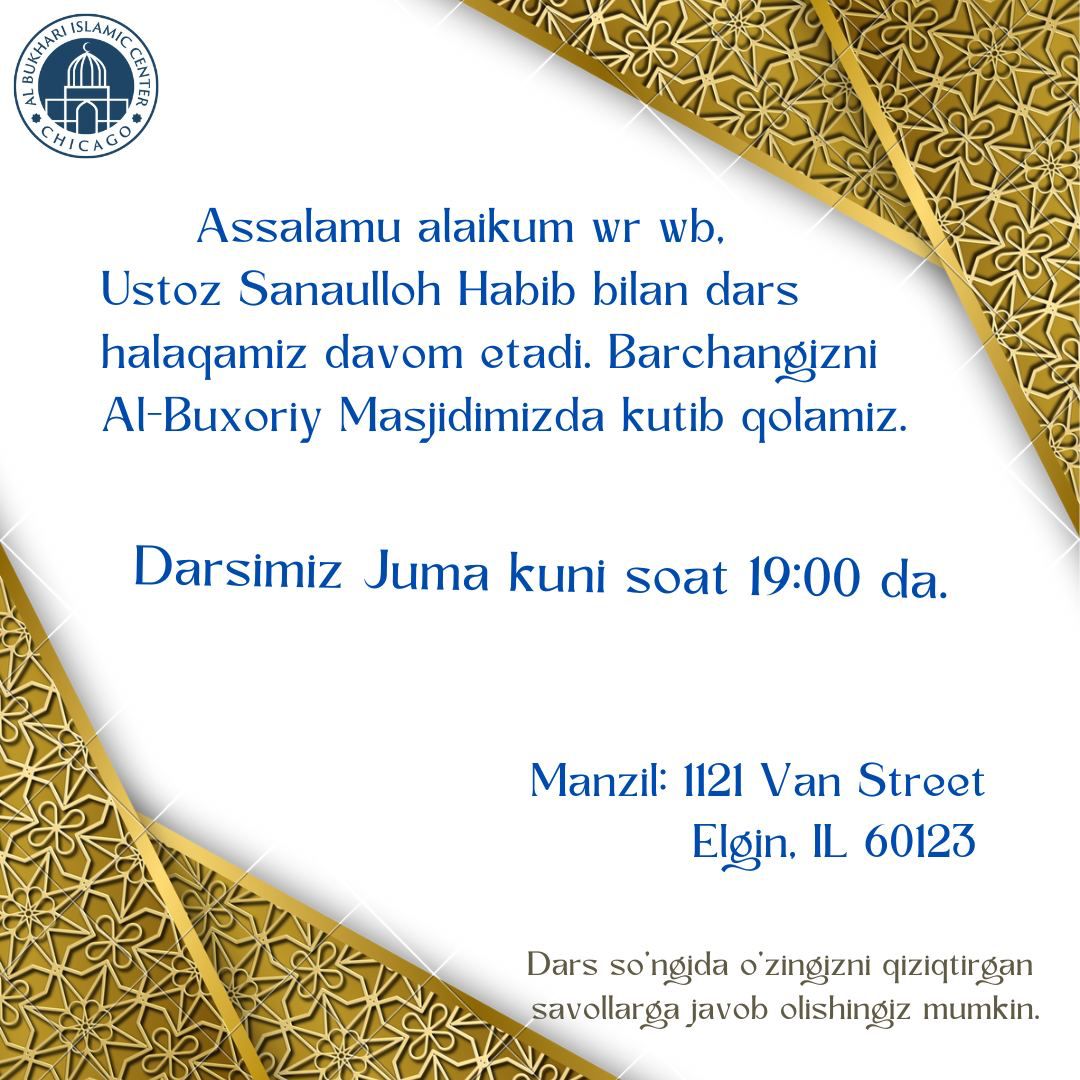 AL BUKHARI ISLAMIC CENTER
CHICAGO
Assalamu alaikum wr wb,
Ustoz Sanaulloh Habib bilan dars
halaqamiz davom etadi. Barchangizni
Al-Buxoriy Masjidimizda kutib qolamiz.
Darsimiz Juma kuni soat 19:00 da.
Manzil: 1121 Van Street
Elgin, IL 60123
Dars so'ngida o'zingizni qiziqtirgan
savollarga javob olishingiz mumkin.